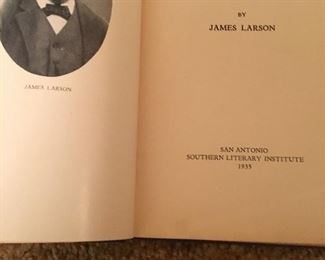 JAMES LARSON
BY
JAMES LARSON
SAN ANTONIO
SOUTHERN LITERARY INSTITUTE
1935